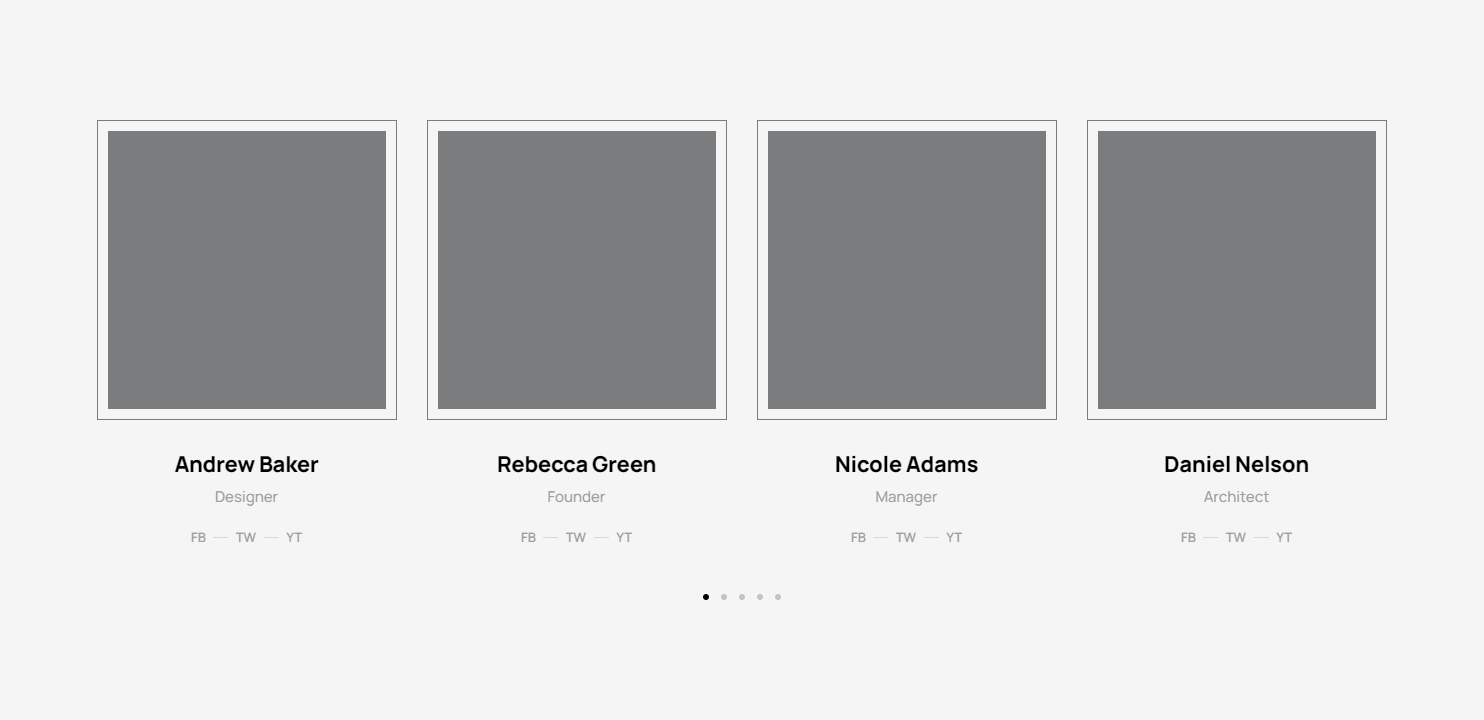 Andrew Baker
Designer
FB — TW — YT
Rebecca Green
Founder
FB — TW — YT
Nicole Adams
Manager
FB — TW — YT
Daniel Nelson
Architect
FB — TW — YT